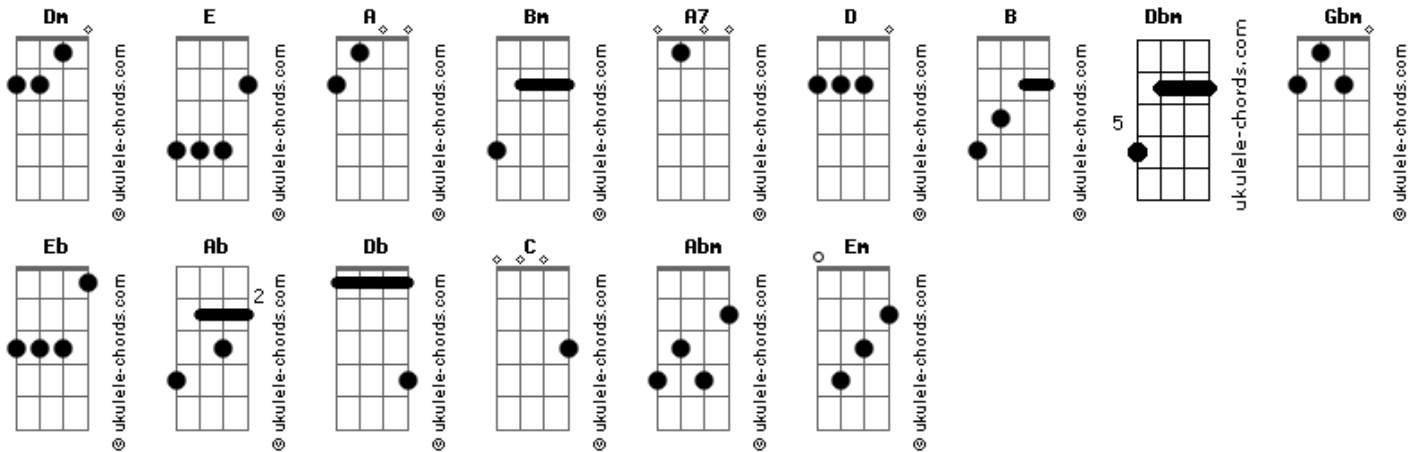 Dm E A Bm A7 D B Dbm Gbm
© ukulele-chords.com © ukulele-chords.com © ukulele-chords.com © ukulele-chords.com © ukulele-chords.com © ukulele-chords.com © ukulele-chords.com 5 ukulele-chords.com © ukulele-chords.com
Eb Ab Db C Abm Em
© ukulele-chords.com 2 © ukulele-chords.com © ukulele-chords.com © ukulele-chords.com © ukulele-chords.com © ukulele-chords.com